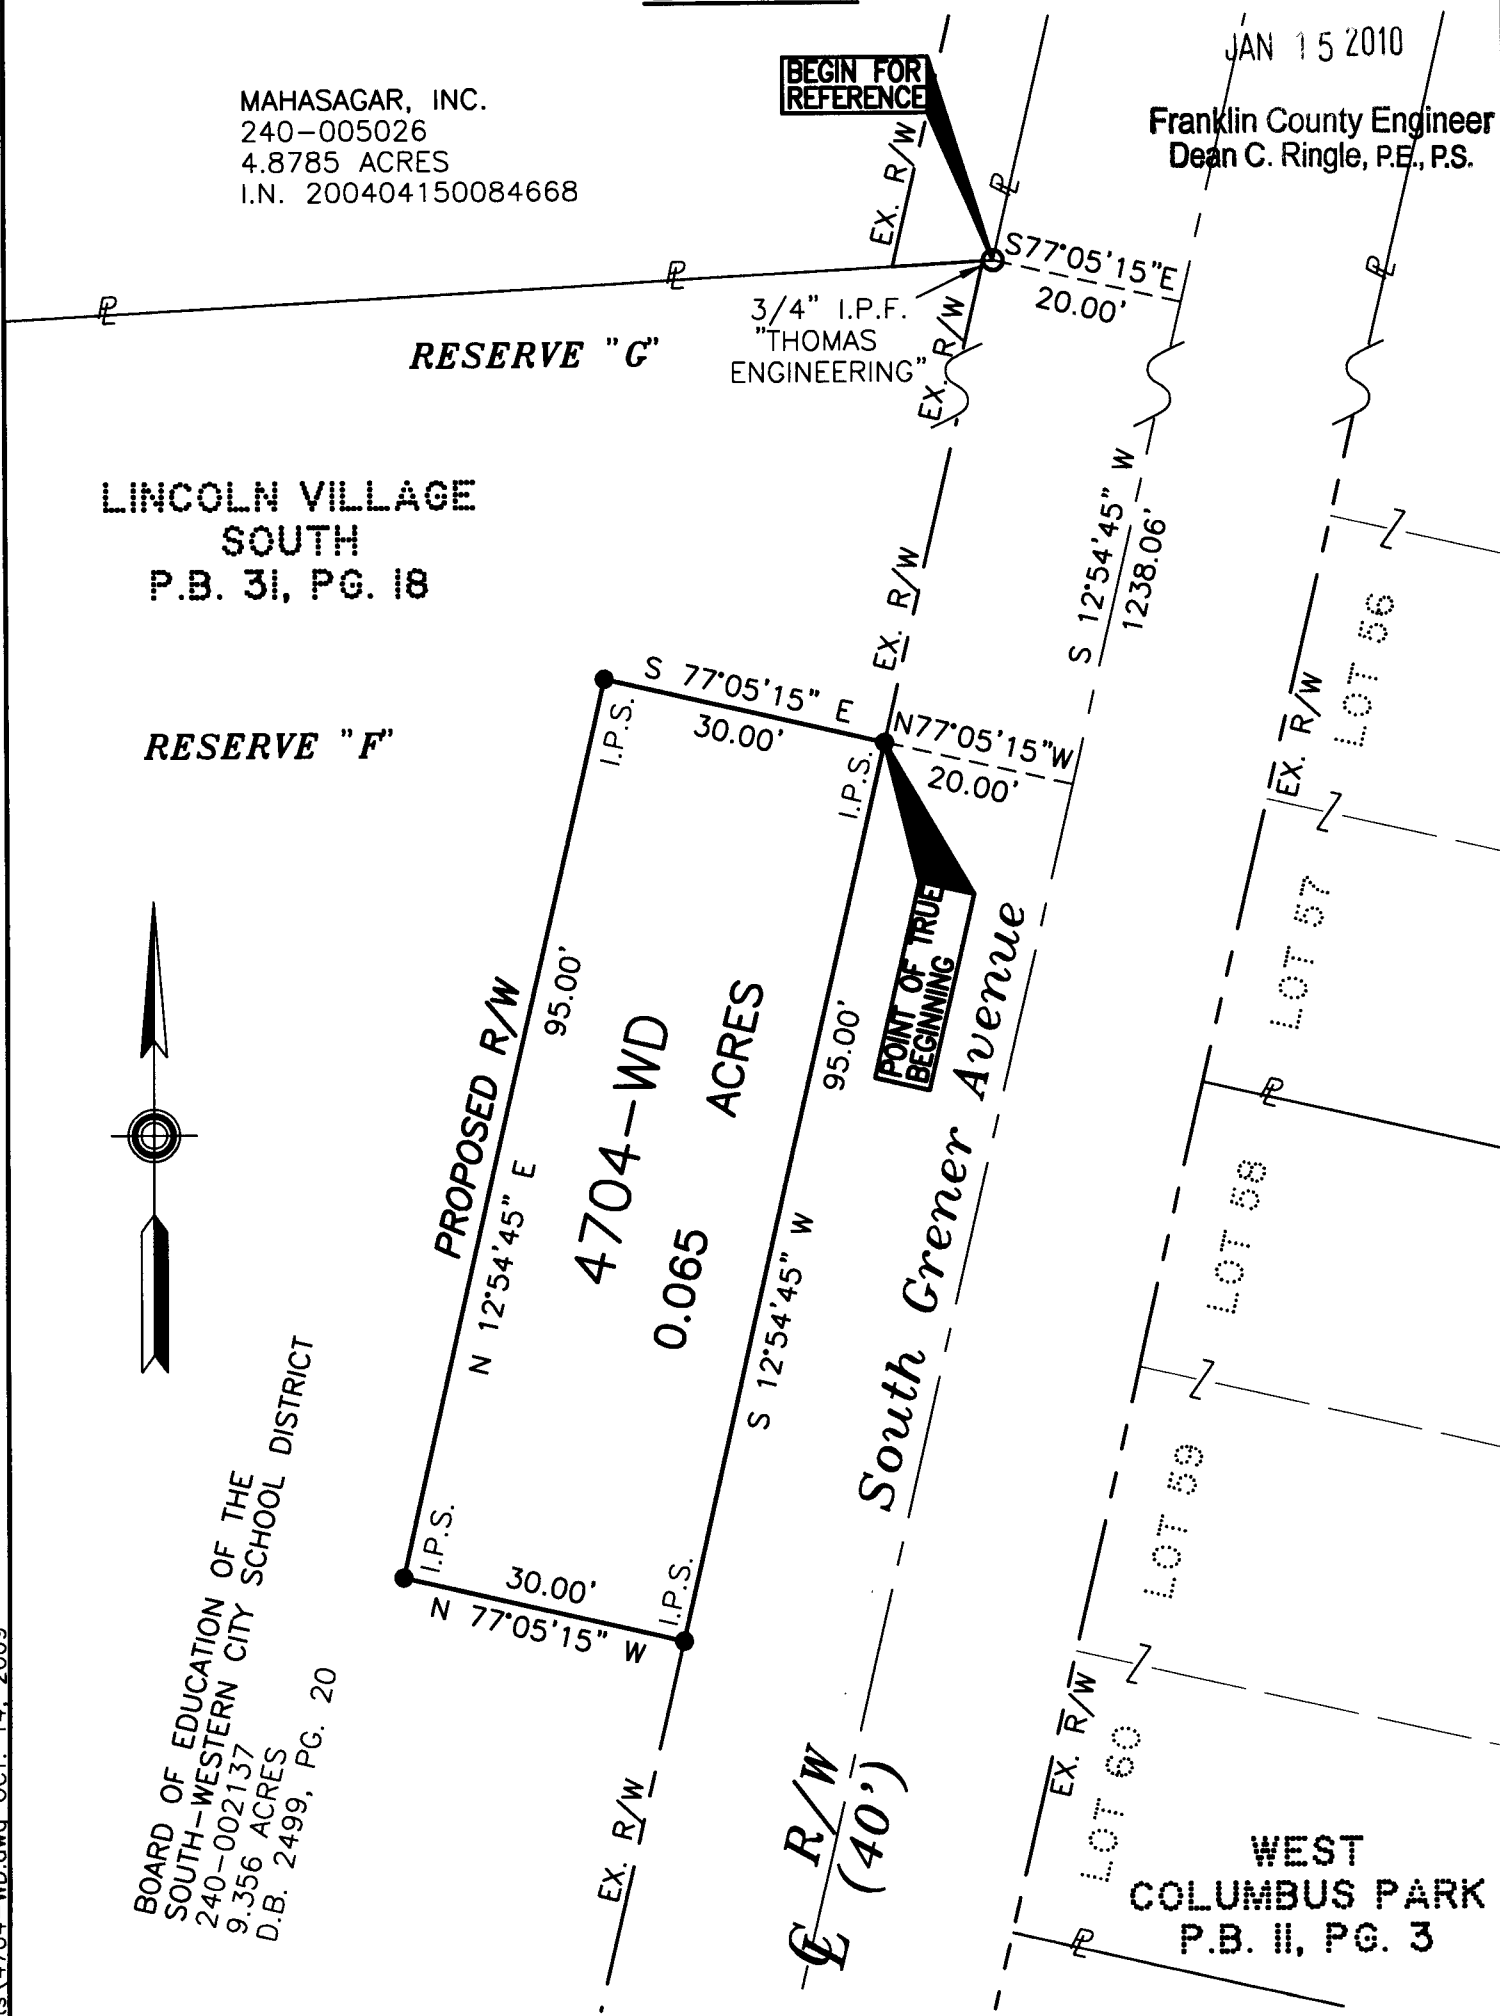 JAN 15 2010
Franklin County Engineer
Dean C. Ringle, P.E., P.S.
MAHASAGAR, INC.
240-005026
4.8785 ACRES
I.N. 200404150084668
BEGIN FOR
REFERENCE
EX. R/W
S77°05'15"E
20.00'
3/4" I.P.F.
"THOMAS
ENGINEERING"
EX. R/W
RESERVE "G"
LINCOLN VILLAGE
SOUTH
P.B. 31, PG. 18
S 12°54'45" W
1238.06'
EX. R/W
RESERVE "F"
S 77°05'15" E
30.00'
N77°05'15"W
20.00'
I.P.S.
I.P.S.
POINT OF TRUE
BEGINNING
PROPOSED R/W
N 12°54'45" E
95.00'
4704-WD
0.065 ACRES
S 12°54'45" W
95.00'
South Grener Avenue
I.P.S.
I.P.S.
30.00'
N 77°05'15" W
EX. R/W
LOT 56
EX. R/W
LOT 57
LOT 58
LOT 59
LOT 60
EX. R/W
BOARD OF EDUCATION OF THE
SOUTH-WESTERN CITY SCHOOL DISTRICT
240-002137
9.356 ACRES
D.B. 2499, PG. 20
R/W
(40')
WEST
COLUMBUS PARK
P.B. 11, PG. 3